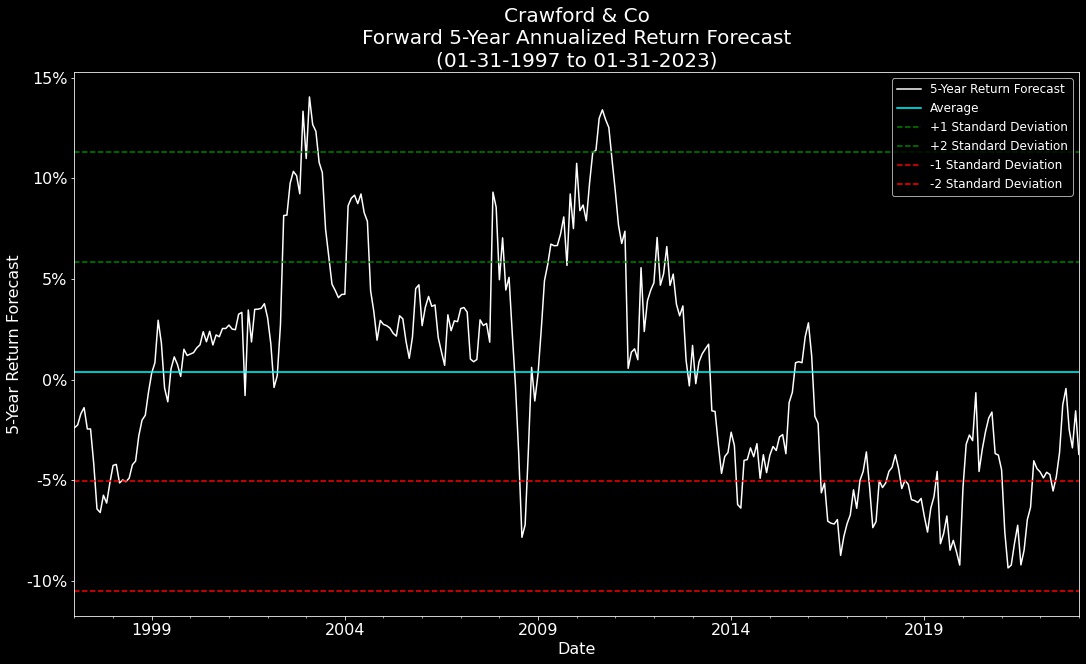 Crawford & Co
Forward 5-Year Annualized Return Forecast
(01-31-1997 to 01-31-2023)
5-Year Return Forecast
Average
+1 Standard Deviation
+2 Standard Deviation
-1 Standard Deviation
-2 Standard Deviation
15%
10%
5%
0%
-5%
-10%
5-Year Return Forecast
1999
2004
2009
2014
2019
Date